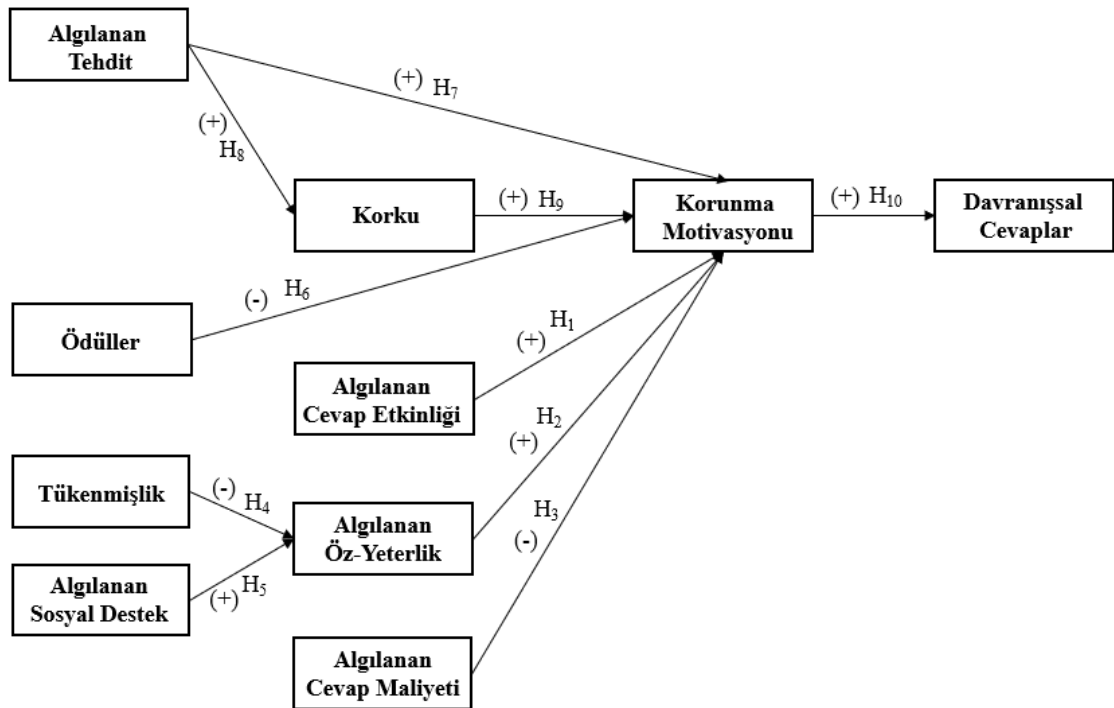 Algılanan
Tehdit
(+) H7
(+)
H8
Korku
(+) H9
Korunma
Motivasyonu
(+) H10
Davranışsal
Cevaplar
(-) H6
Ödüller
H1
(+)
Algılanan
Cevap Etkinliği
H2
(+)
Tükenmişlik
(-) H4
Algılanan
Öz-Yeterlik
H3
(-)
Algılanan
Sosyal Destek
(+) H5
Algılanan
Cevap Maliyeti